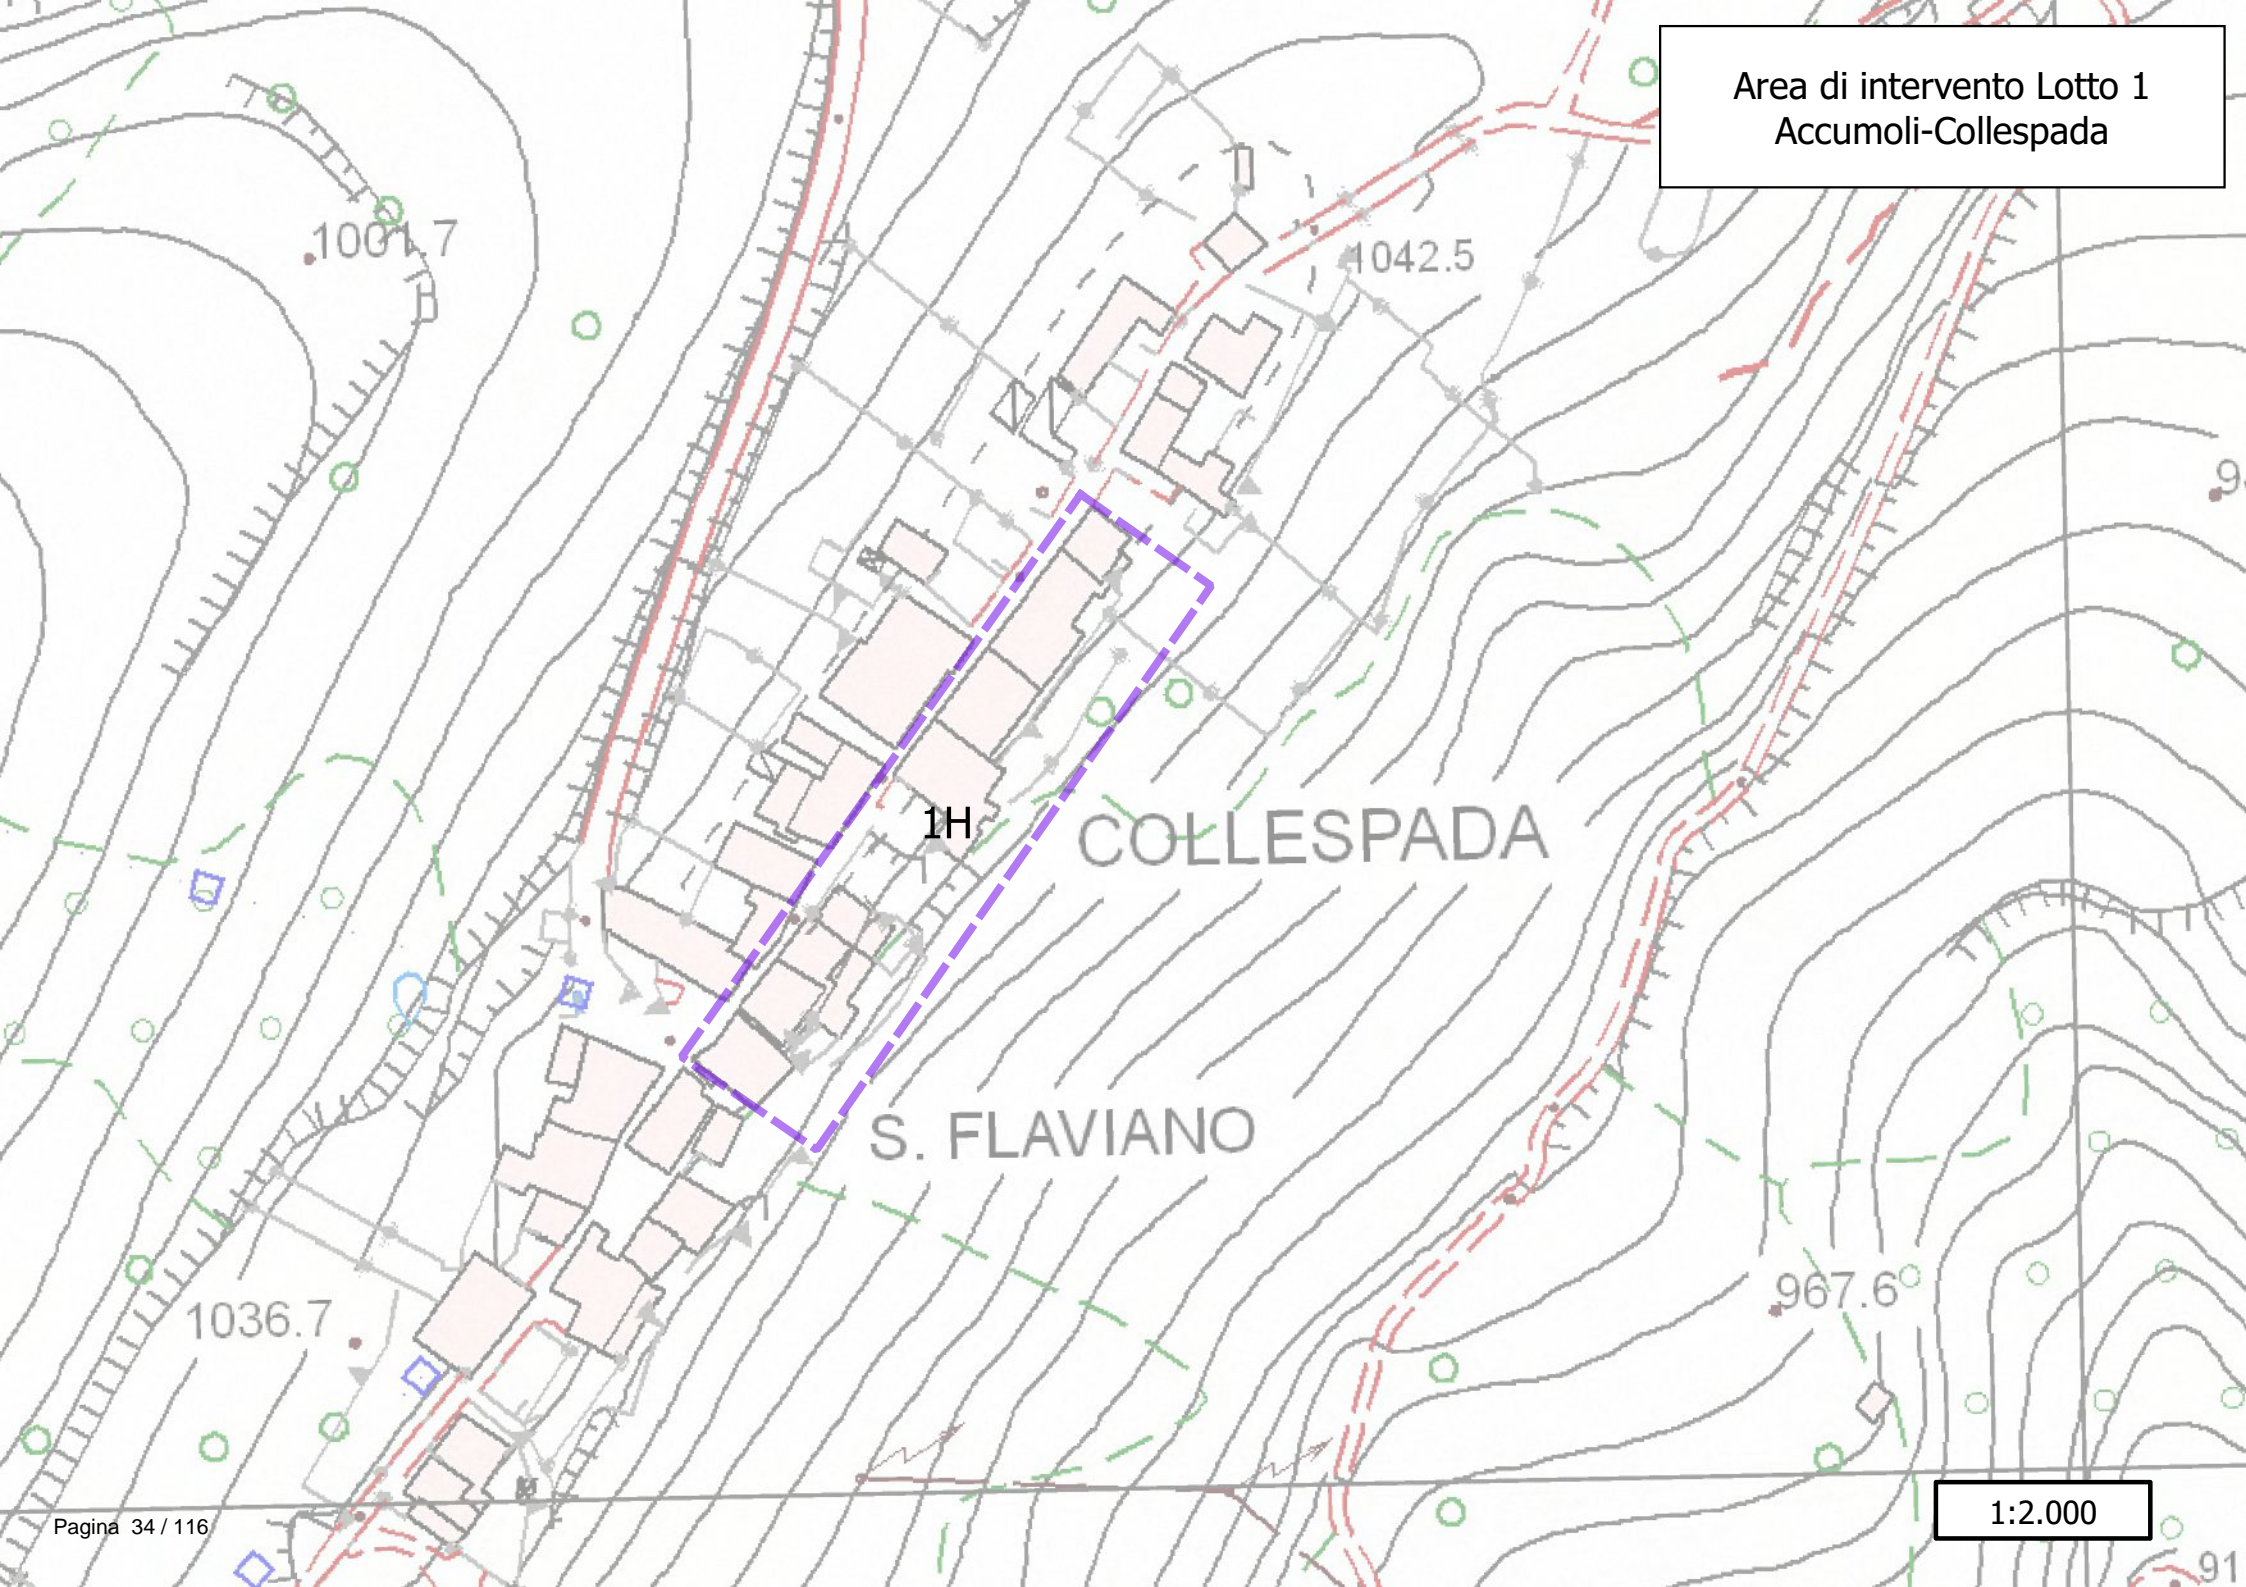 Area di intervento Lotto 1
Accumoli-Collespada
1001.7
1042.5
1H
COLLESPADA
S. FLAVIANO
1036.7
967.6
Pagina 34 / 116
1:2.000
91